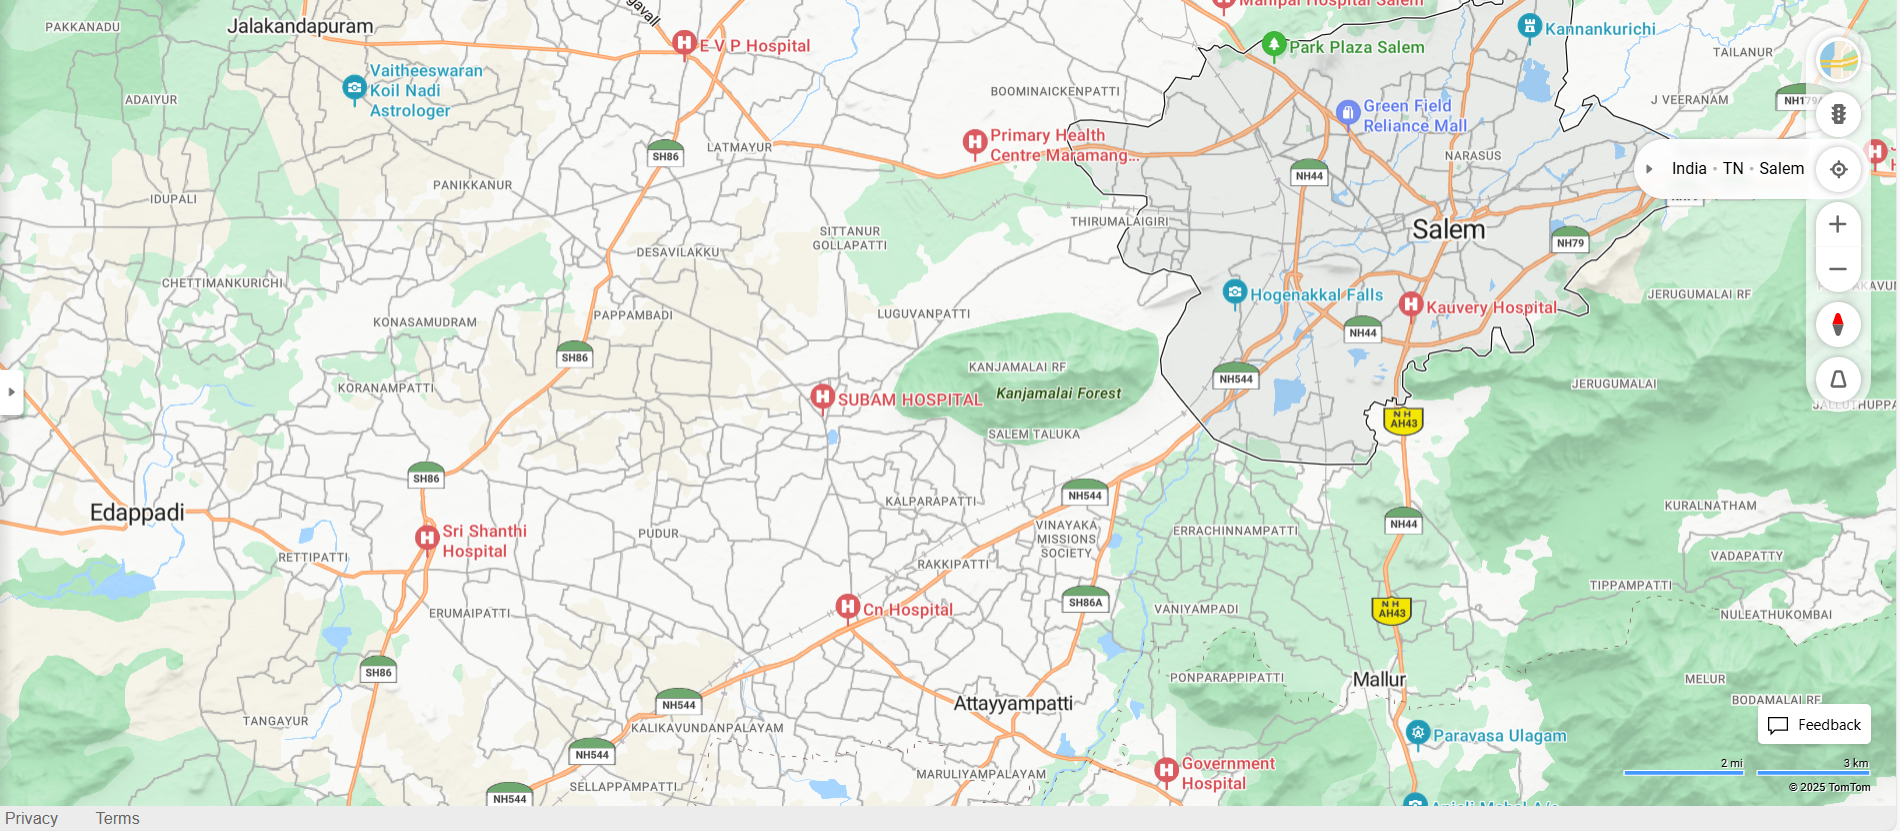 PAKKANADU
Jalakandapuram
gavalli
E V P Hospital
Manipal Hospital Salem
Park Plaza Salem
Kannankurichi
TAILANUR
Vaitheeswaran
Koil Nadi
Astrologer
ADAIYUR
BOOMINAICKENPATTI
Green Field
Reliance Mall
J VEERANAM
NH179A
SH86
LATMAYUR
Primary Health
Centre Maramang...
NARASUS
India • TN • Salem
NH44
PANIKKANUR
IDUPALI
THIRUMALAIGIRI
Salem
SITTANUR
GOLLAPATTI
DESAVILAKKU
NH79
CHETTIMANKURICHI
Hogenakkal Falls
JERUGUMALAI RF
KONASAMUDRAM
PAPPAMBADI
LUGUVANPATTI
Kauvery Hospital
NH44
SH86
KANJAMALAI RF
Kanjamalai Forest
NH544
KORANAMPATTI
JERUGUMALAI
SUBAM HOSPITAL
JALLUTHUPPA
SALEM TALUKA
NH
AH43
SH86
NH544
KALPARAPATTI
KURALNATHAM
Edappadi
NH44
Sri Shanthi
Hospital
PUDUR
VINAYAKA
MISSIONS
SOCIETY
ERRACHINNAMPATTI
RETTIPATTI
RAKKIPATTI
VADAPATTY
TIPPAMPATTI
SH86A
ERUMAIPATTI
Cn Hospital
VANIYAMPADI
NH
AH43
NULEATHUKOMBAI
SH86
PONPARAPPIPATTI
Mallur
MELUR
NH544
Attayyampatti
BODAMALAI RF
TANGAYUR
KALIKAVUNDANPALAYAM
Feedback
Paravasa Ulagam
NH544
Government
Hospital
2 mi
3 km
MARULIYAMPALAYAM
SELLAPPAMPATTI
© 2025 TomTom
NH544
Privacy
Terms